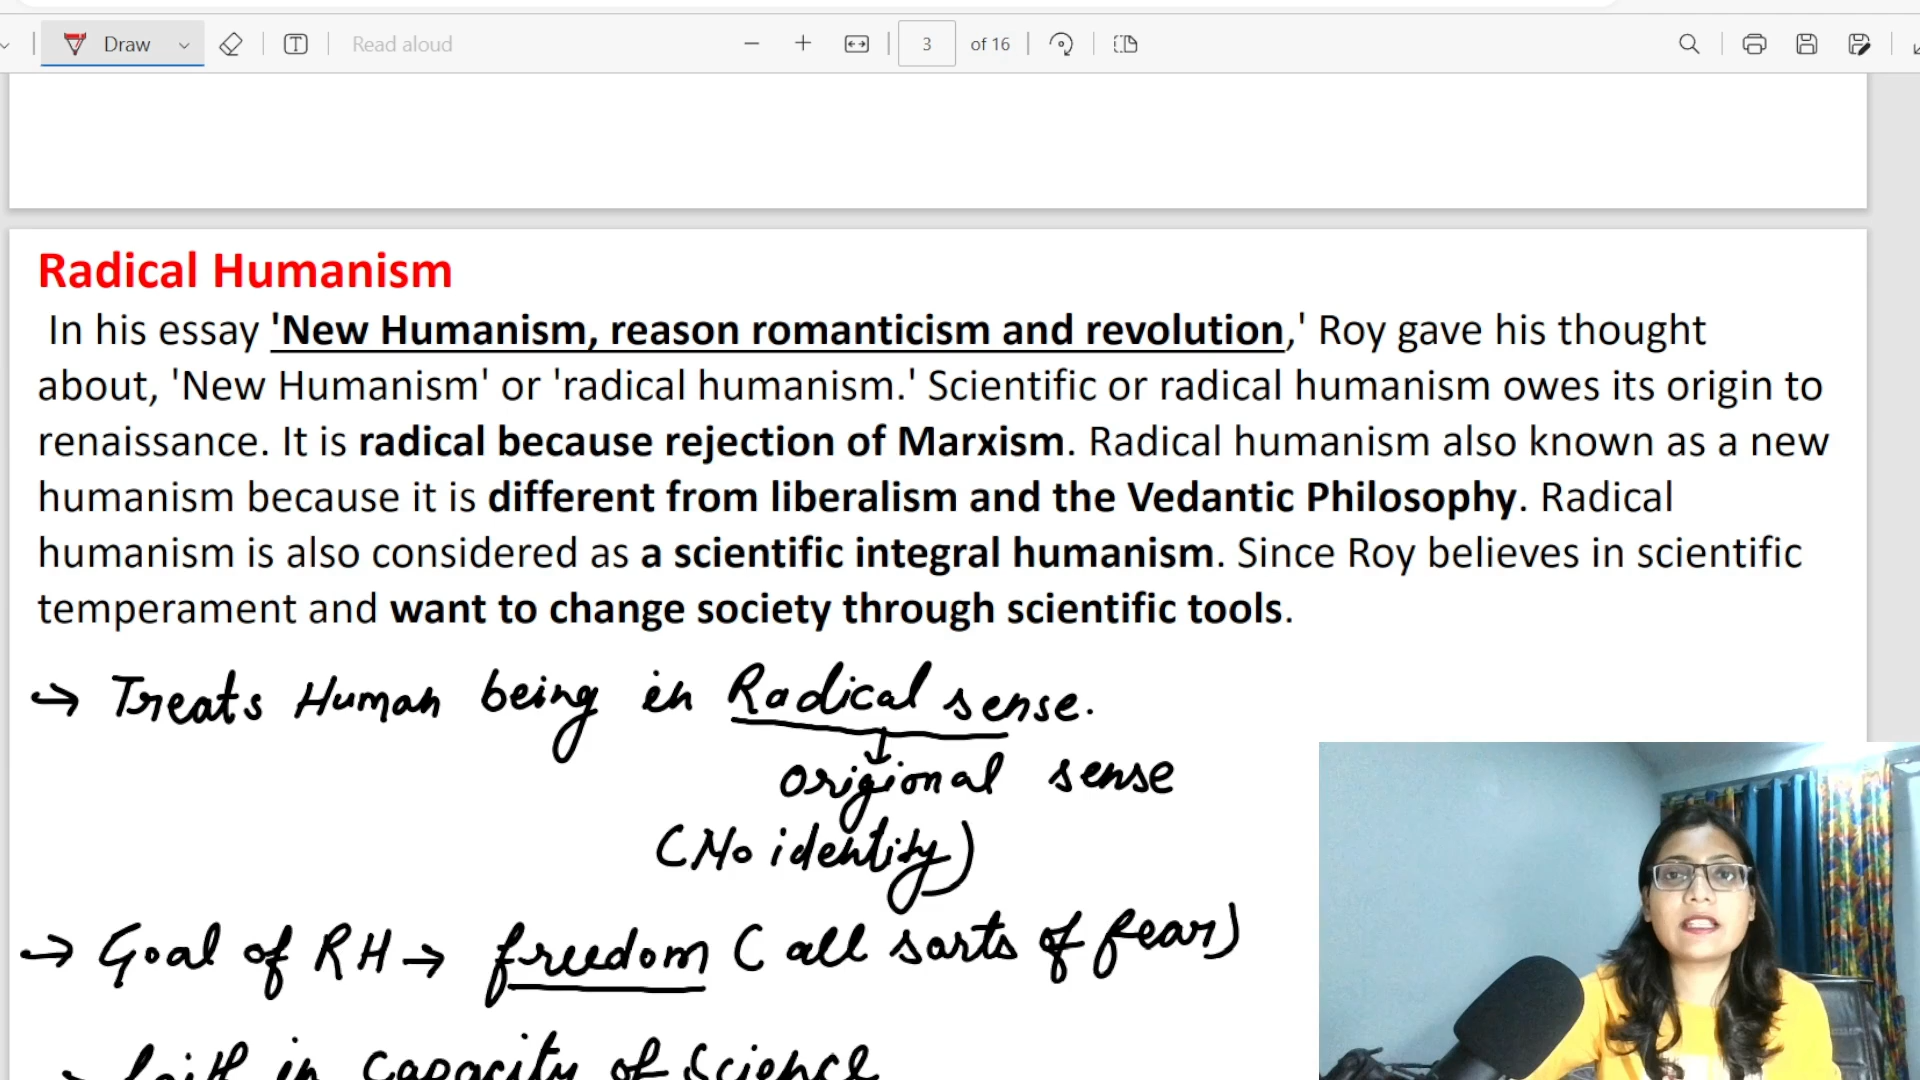 Draw
Read aloud
3 of 16
Radical Humanism
In his essay 'New Humanism, reason romanticism and revolution,' Roy gave his thought
about, 'New Humanism' or 'radical humanism.' Scientific or radical humanism owes its origin to
renaissance. It is radical because rejection of Marxism. Radical humanism also known as a new
humanism because it is different from liberalism and the Vedantic Philosophy. Radical
humanism is also considered as a scientific integral humanism. Since Roy believes in scientific
temperament and want to change society through scientific tools.
→ Treats Human being in Radical sense.
↓
origional sense
(No identity)
→ Goal of RH → freedom (all sorts of fear)
faith in capacity of science